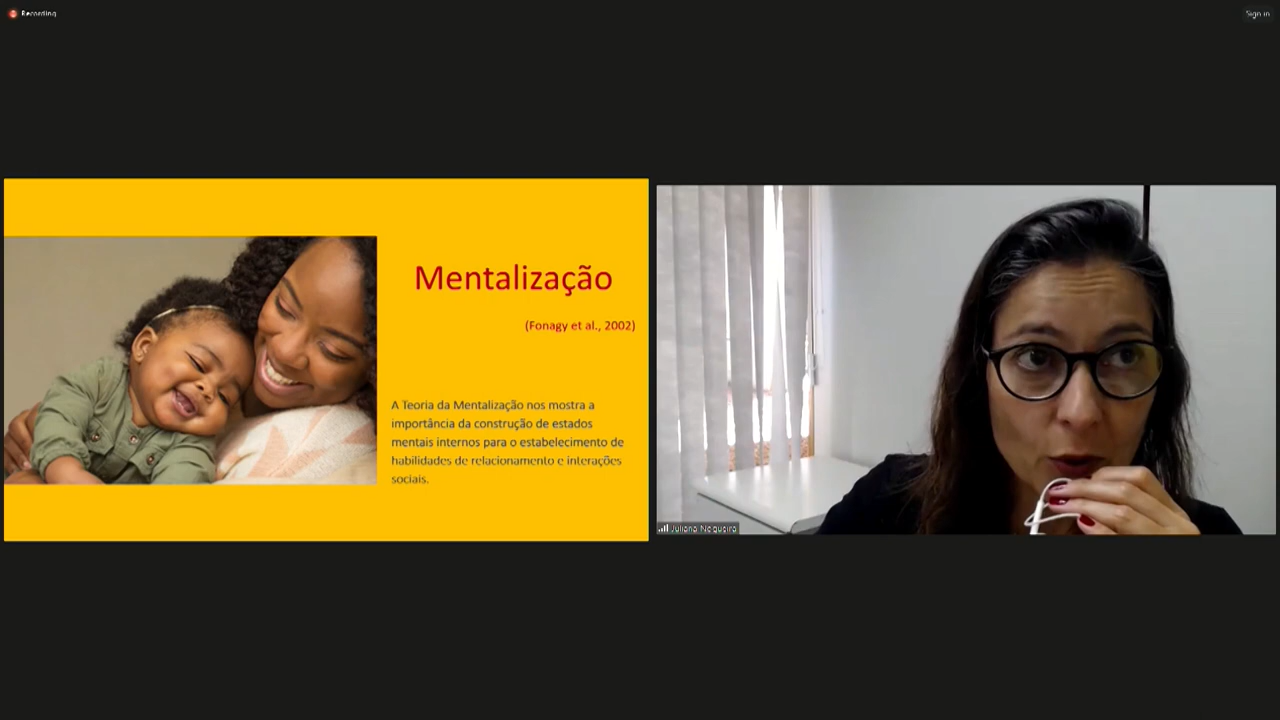 Recording
Sign in
Mentalização
(Fonagy et al., 2002)
A Teoria da Mentalização nos mostra a
importância da construção de estados
mentais internos para o estabelecimento de
habilidades de relacionamento e interações
sociais.
Juliana Negueira